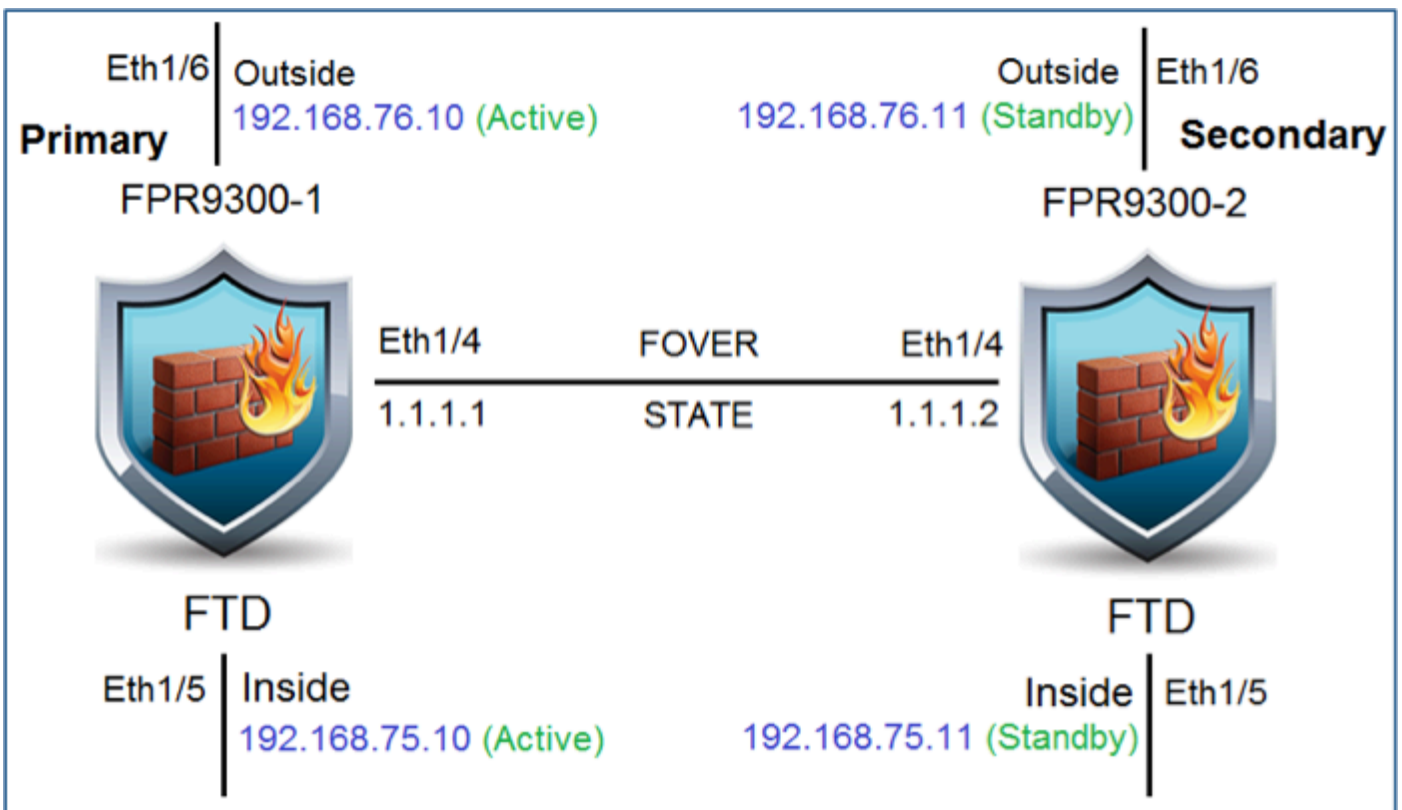 Eth1/6 Outside
192.168.76.10 (Active)
Primary
FPR9300-1
Outside Eth1/6
192.168.76.11 (Standby)
Secondary
FPR9300-2
Eth1/4 FOVER Eth1/4
1.1.1.1 STATE 1.1.1.2
FTD
Eth1/5 Inside
192.168.75.10 (Active)
FTD
Inside Eth1/5
192.168.75.11 (Standby)